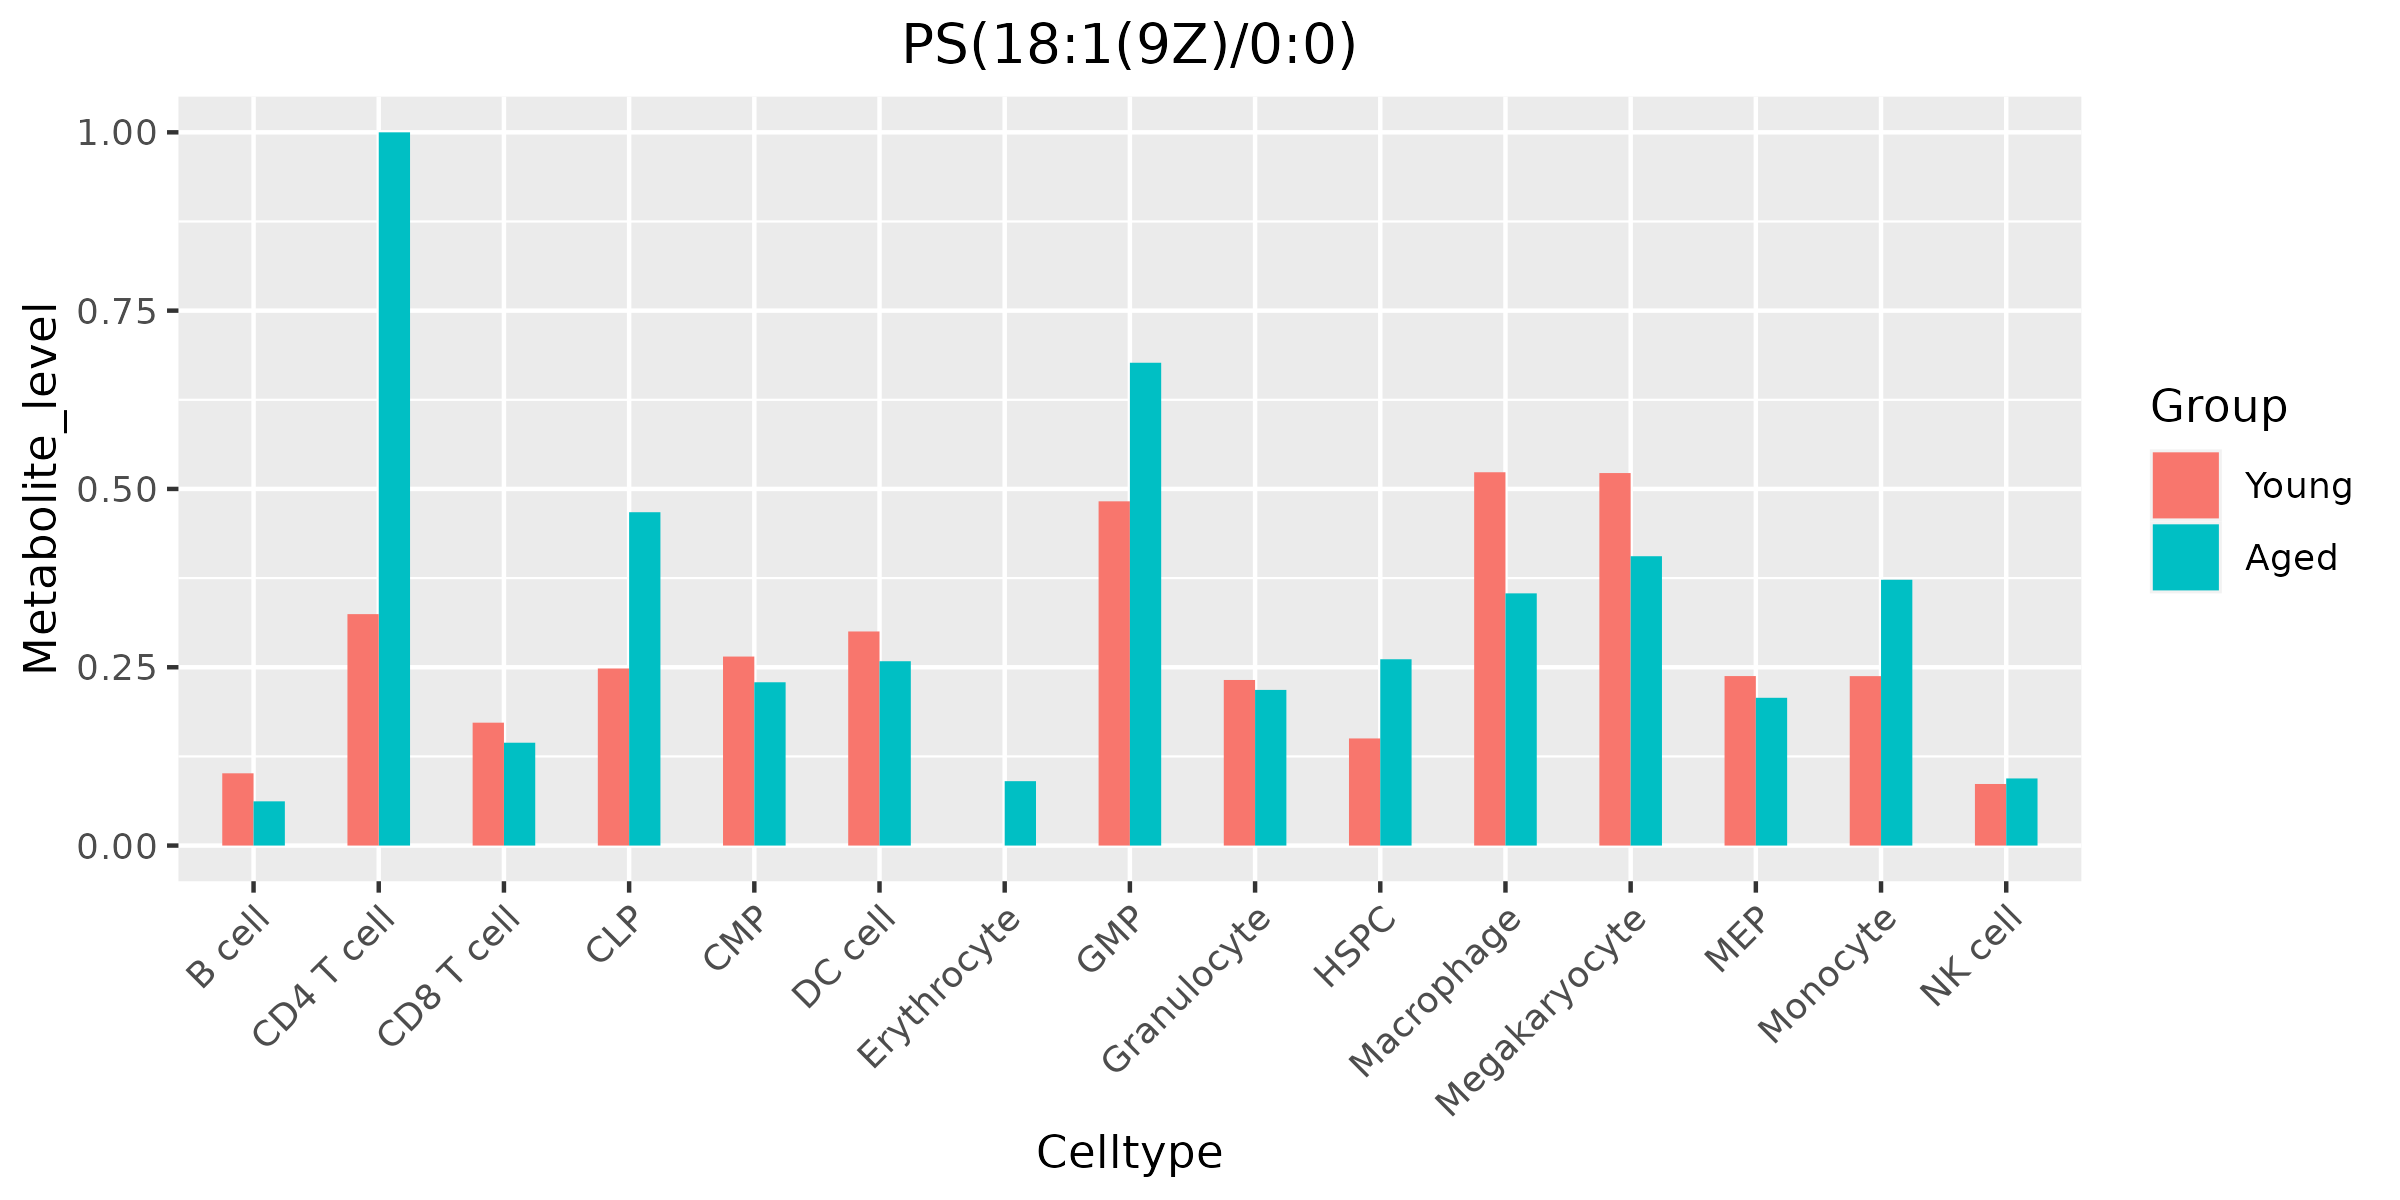 PS(18:1(9Z)/0:0)
Metabolite_level
1.00
0.75
0.50
0.25
0.00
B cell
CD4 T cell
CD8 T cell
CLP
CMP
DC cell
Erythrocyte
GMP
Granulocyte
HSPC
Macrophage
Megakaryocyte
MEP
Monocyte
NK cell
Celltype
Group
Young
Aged